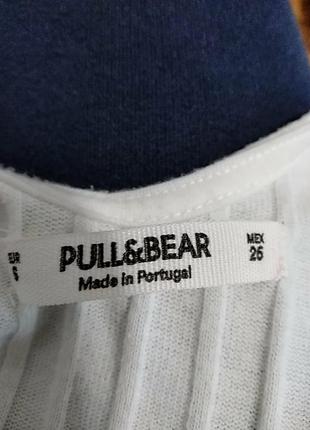 EUR
S
PULL&BEAR
Made in Portugal
MEX
26